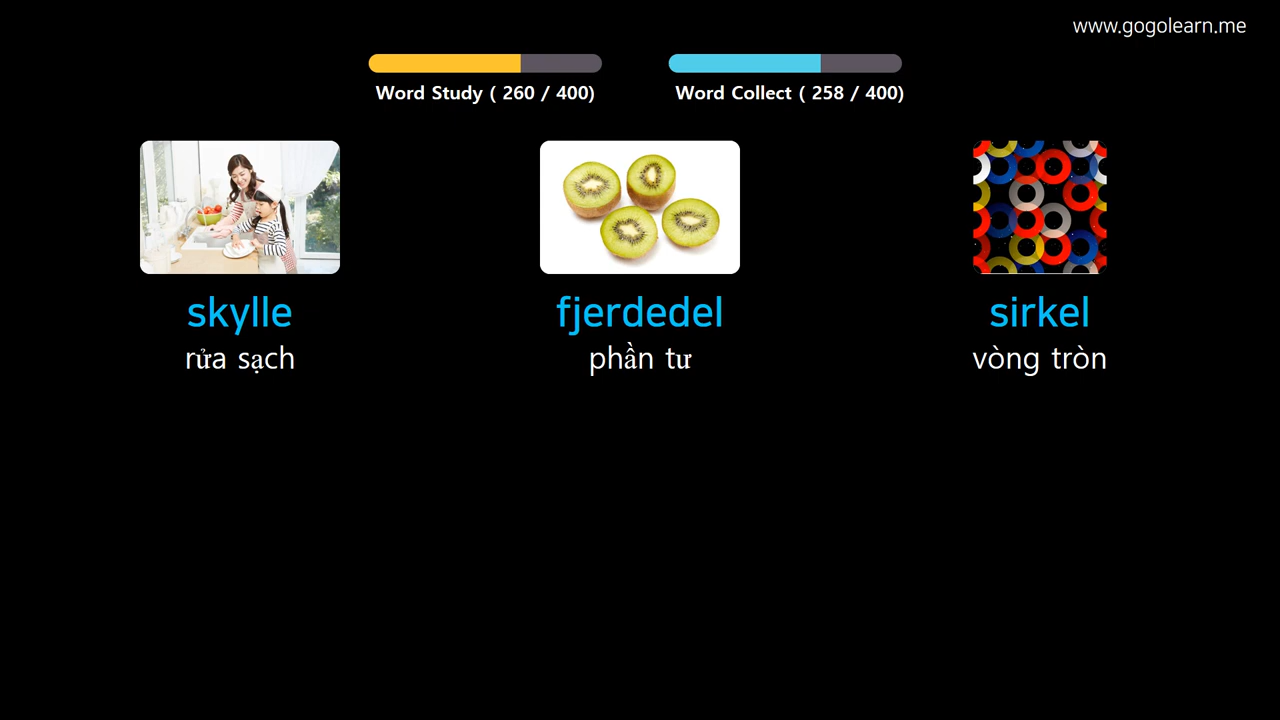 www.gogolearn.me
Word Study ( 260 / 400)
Word Collect ( 258 / 400)
skylle
rửa sạch
fjerdedel
phần tư
sirkel
vòng tròn